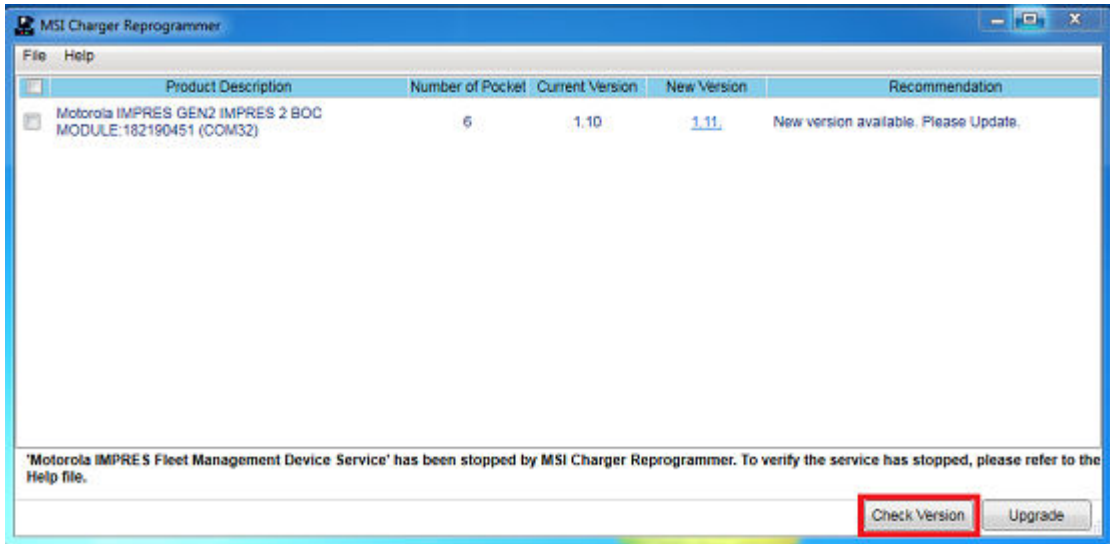 MSI Charger Reprogrammer
File Help
Product Description Number of Pocket Current Version New Version Recommendation
Motorola IMPRES GEN2 IMPRES 2 BOC
MODULE:182190451 (COM32) 6 1.10 1.11. New version available. Please Update.
'Motorola IMPRES Fleet Management Device Service' has been stopped by MSI Charger Reprogrammer. To verify the service has stopped, please refer to the
Help file.
Check Version Upgrade